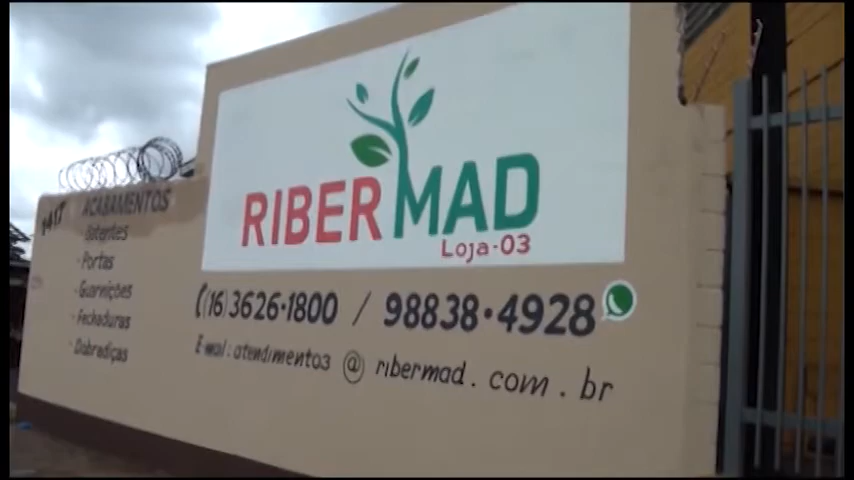 1417
ACABAMENTOS
·Batentes
·Portas
·Guarnições
·Fechaduras
·Dobradiças
RIBERMAD
Loja-03
(16)3626-1800 / 98838-4928
E-mail: atendimento3@ribermad.com.br